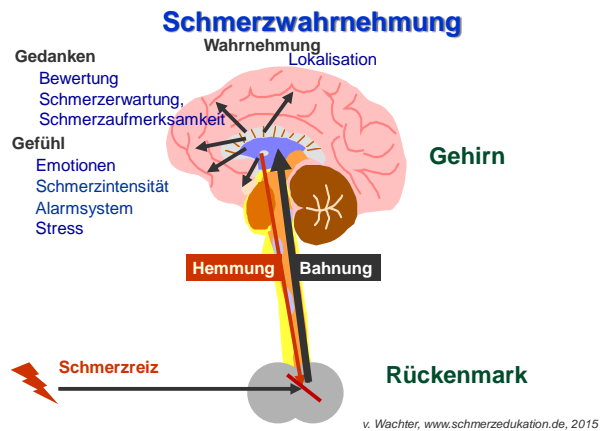 Schmerzwahrnehmung
Wahrnehmung
Lokalisation
Gedanken
Bewertung
Schmerzerwartung,
Schmerzaufmerksamkeit
Gefühl
Emotionen
Schmerzintensität
Alarmsystem
Stress
Gehirn
Hemmung
Bahnung
Schmerzreiz
Rückenmark
v. Wachter, www.schmerzedukation.de, 2015